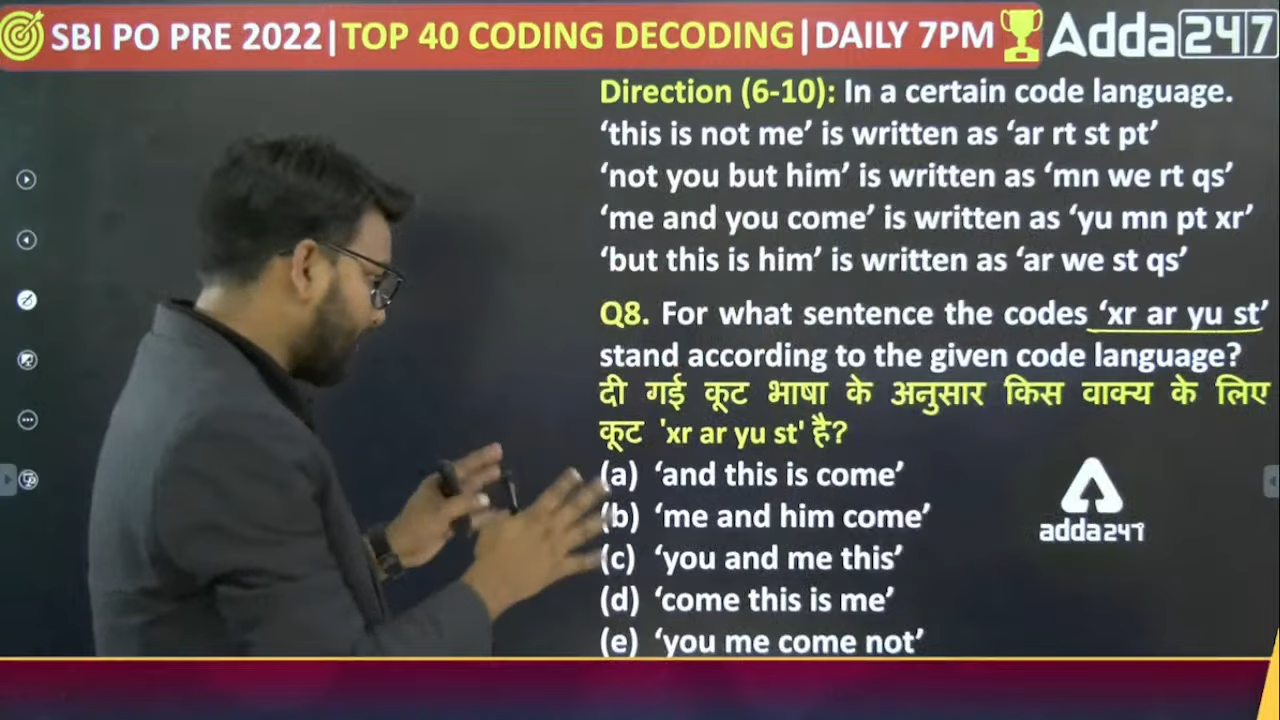 SBI PO PRE 2022|TOP 40 CODING DECODING|DAILY 7PM
Adda247
Direction (6-10): In a certain code language.
‘this is not me’ is written as ‘ar rt st pt’
‘not you but him’ is written as ‘mn we rt qs’
‘me and you come’ is written as ‘yu mn pt xr’
‘but this is him’ is written as ‘ar we st qs’
Q8. For what sentence the codes ‘xr ar yu st’
stand according to the given code language?
दी गई कूट भाषा के अनुसार किस वाक्य के लिए
कूट 'xr ar yu st' है?
(a) ‘and this is come’
(b) ‘me and him come’
(c) ‘you and me this’
(d) ‘come this is me’
(e) ‘you me come not’
adda247